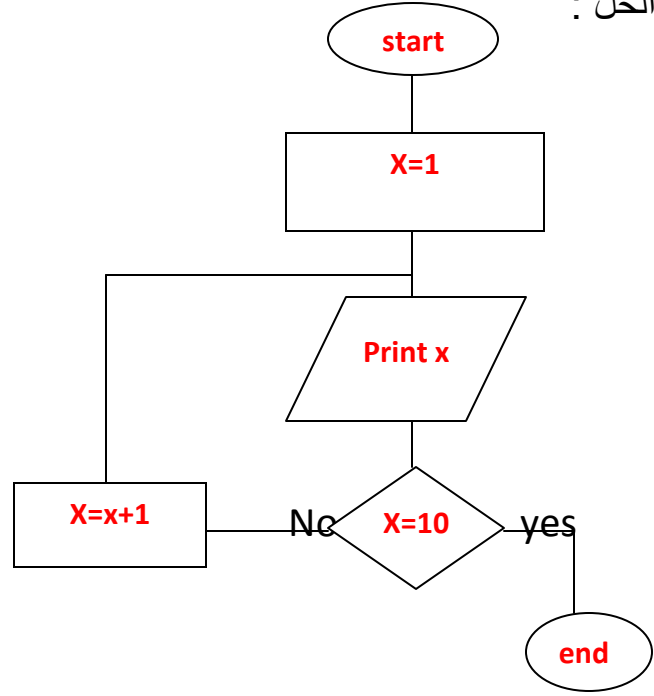 الحل :
start
X=1
Print x
X=x+1
No
X=10
yes
end